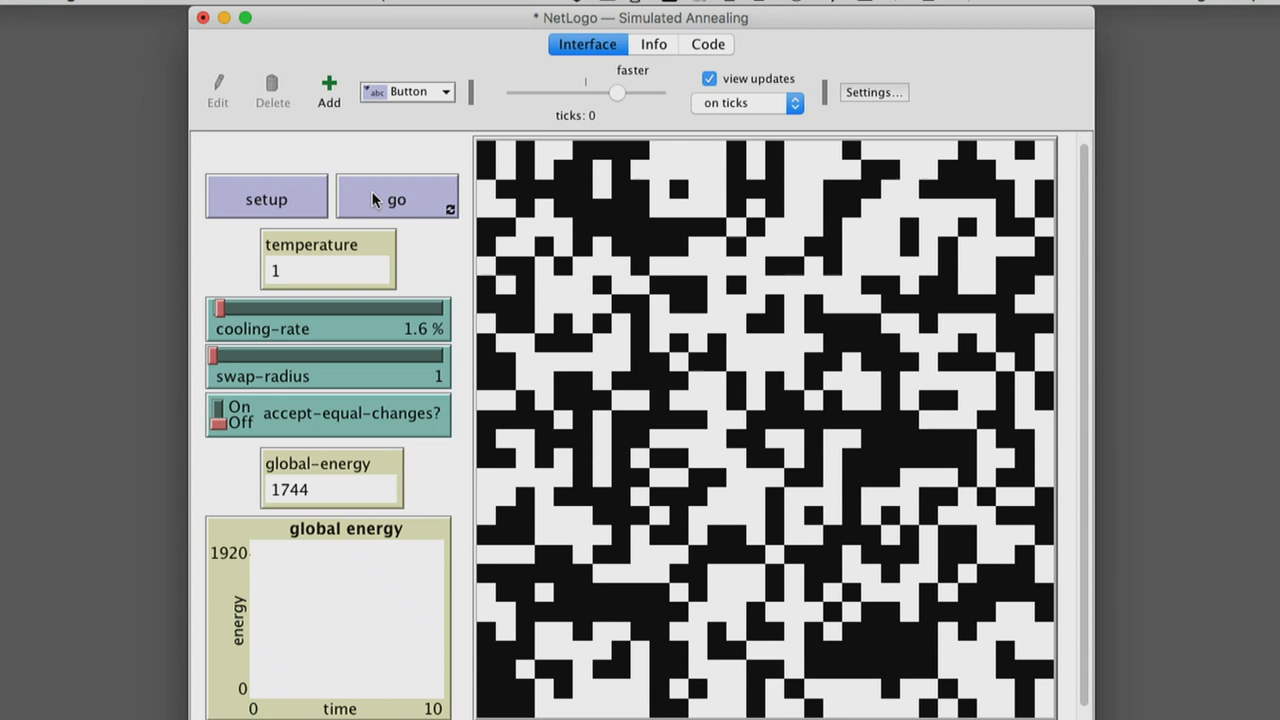 * NetLogo — Simulated Annealing
Interface Info Code
Edit Delete Add abc Button faster view updates Settings...
ticks: 0 on ticks
setup go
temperature
1
cooling-rate 1.6 %
swap-radius 1
On
Off accept-equal-changes?
global-energy
1744
global energy
1920
energy
0
0 time 10